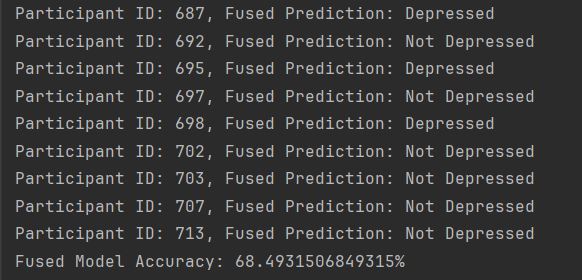 Participant ID: 687, Fused Prediction: Depressed
Participant ID: 692, Fused Prediction: Not Depressed
Participant ID: 695, Fused Prediction: Depressed
Participant ID: 697, Fused Prediction: Not Depressed
Participant ID: 698, Fused Prediction: Depressed
Participant ID: 702, Fused Prediction: Not Depressed
Participant ID: 703, Fused Prediction: Not Depressed
Participant ID: 707, Fused Prediction: Not Depressed
Participant ID: 713, Fused Prediction: Not Depressed
Fused Model Accuracy: 68.4931506849315%